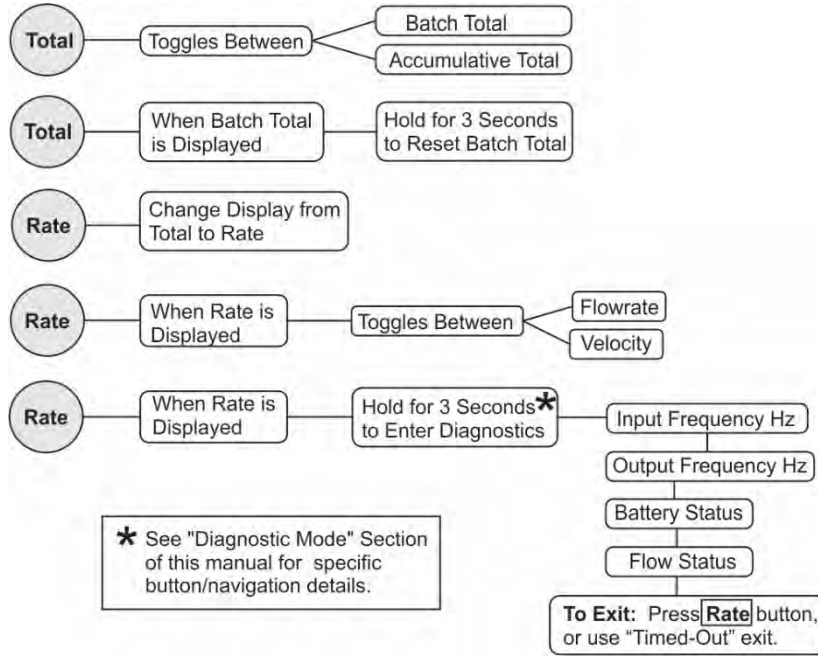 Total
Toggles Between
Batch Total
Accumulative Total
Total
When Batch Total
is Displayed
Hold for 3 Seconds
to Reset Batch Total
Rate
Change Display from
Total to Rate
Rate
When Rate is
Displayed
Toggles Between
Flowrate
Velocity
Rate
When Rate is
Displayed
Hold for 3 Seconds*
to Enter Diagnostics
Input Frequency Hz
Output Frequency Hz
Battery Status
Flow Status
To Exit: Press Rate button,
or use “Timed-Out” exit.
* See "Diagnostic Mode" Section
of this manual for specific
button/navigation details.